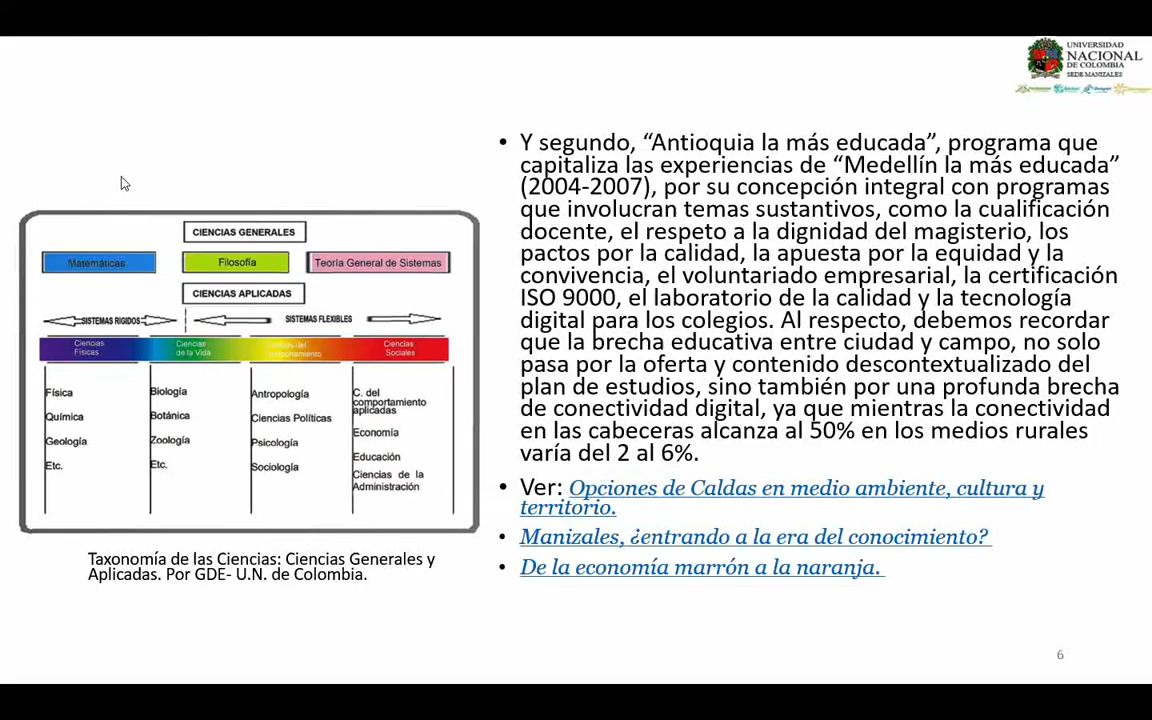 UNIVERSIDAD
NACIONAL
DE COLOMBIA
SEDE MANIZALES
CIENCIAS GENERALES
Matemáticas
Filosofía
Teoría General de Sistemas
CIENCIAS APLICADAS
SISTEMAS RIGIDOS
SISTEMAS FLEXIBLES
Ciencias
Físicas
Ciencias
de la Vida
Ciencias
Sociales
Física
Química
Geología
Etc.
Biología
Botánica
Zoología
Etc.
Antropología
Ciencias Políticas
Psicología
Sociología
C. del
comportamiento
aplicadas
Economía
Educación
Ciencias de la
Administración
Taxonomía de las Ciencias: Ciencias Generales y
Aplicadas. Por GDE- U.N. de Colombia.
• Y segundo, “Antioquia la más educada”, programa que
capitaliza las experiencias de “Medellín la más educada”
(2004-2007), por su concepción integral con programas
que involucran temas sustantivos, como la cualificación
docente, el respeto a la dignidad del magisterio, los
pactos por la calidad, la apuesta por la equidad y la
convivencia, el voluntariado empresarial, la certificación
ISO 9000, el laboratorio de la calidad y la tecnología
digital para los colegios. Al respecto, debemos recordar
que la brecha educativa entre ciudad y campo, no solo
pasa por la oferta y contenido descontextualizado del
plan de estudios, sino también por una profunda brecha
de conectividad digital, ya que mientras la conectividad
en las cabeceras alcanza al 50% en los medios rurales
varía del 2 al 6%.
• Ver: Opciones de Caldas en medio ambiente, cultura y
territorio.
• Manizales, ¿entrando a la era del conocimiento?
• De la economía marrón a la naranja.
6